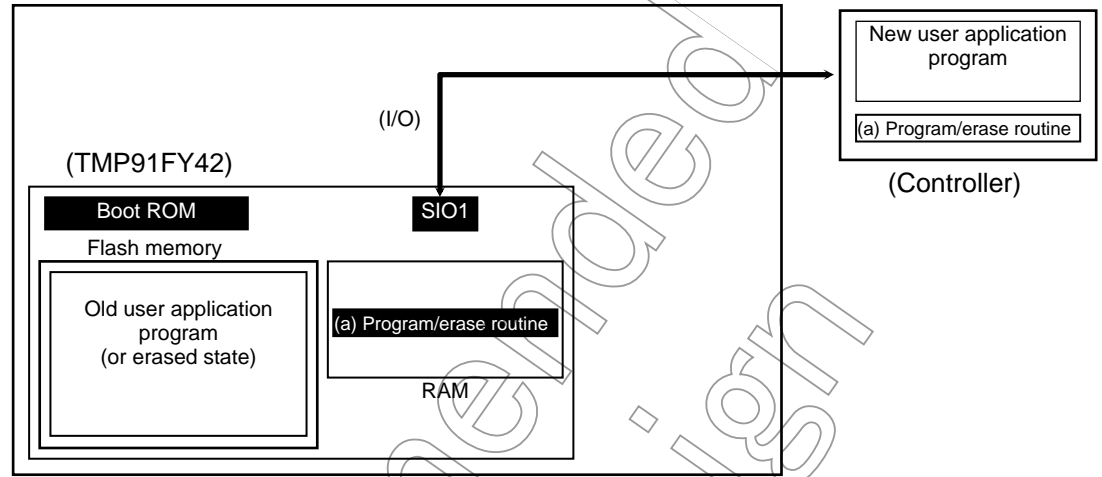 New user application
program
(I/O)
(a) Program/erase routine
(TMP91FY42)
(Controller)
Boot ROM
SIO1
Flash memory
Old user application
program
(or erased state)
(a) Program/erase routine
RAM